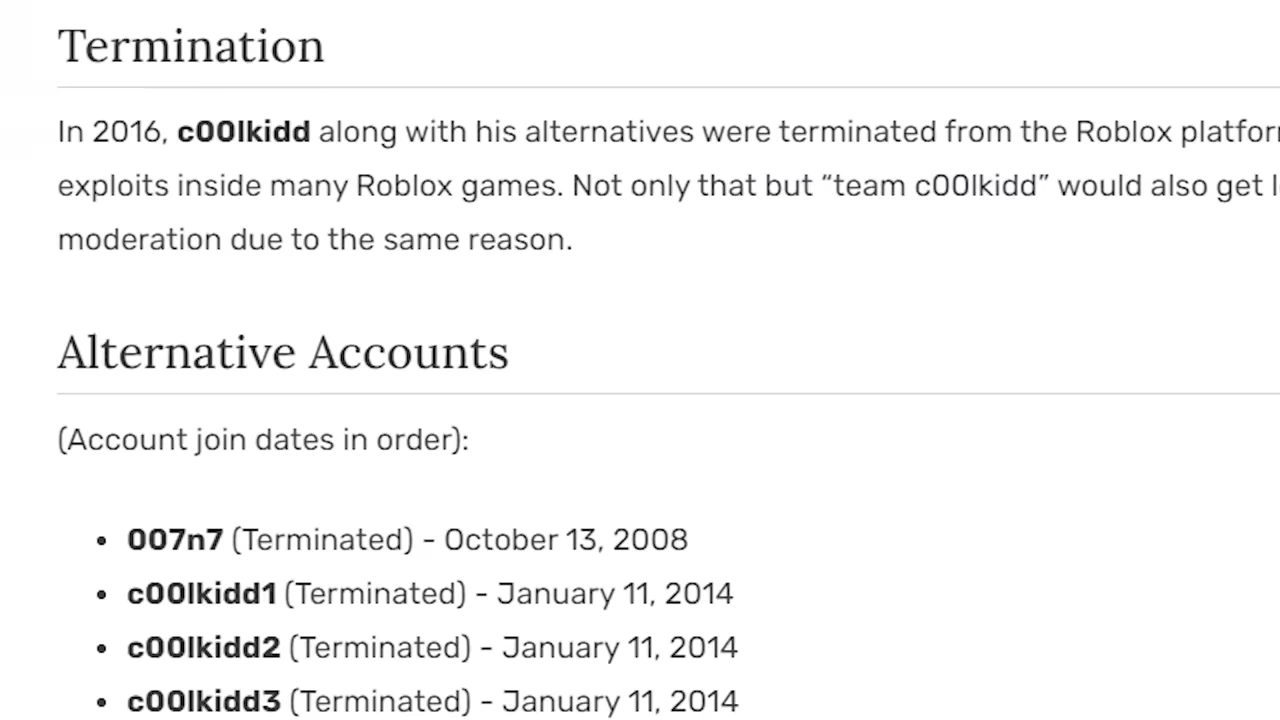 Termination
In 2016, c00lkidd along with his alternatives were terminated from the Roblox
exploits inside many Roblox games. Not only that but “team c00lkidd” would also get
moderation due to the same reason.
Alternative Accounts
(Account join dates in order):
• 007n7 (Terminated) - October 13, 2008
• c00lkidd1 (Terminated) - January 11, 2014
• c00lkidd2 (Terminated) - January 11, 2014
• c00lkidd3 (Terminated) - January 11, 2014